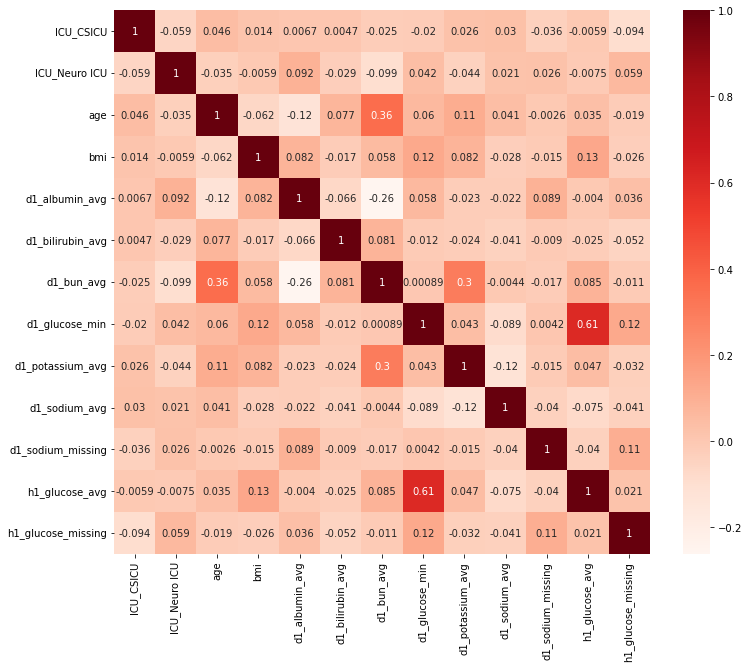 ICU_CSICU 1 -0.059 0.046 0.014 0.0067 0.0047 -0.025 -0.02 0.026 0.03 -0.036 -0.0059 -0.094
ICU_Neuro ICU -0.059 1 -0.035 -0.0059 0.092 -0.029 -0.099 0.042 -0.044 0.021 0.026 -0.0075 0.059
age 0.046 -0.035 1 -0.062 -0.12 0.077 0.36 0.06 0.11 0.041 -0.0026 0.035 -0.019
bmi 0.014 -0.0059 -0.062 1 0.082 -0.017 0.058 0.12 0.082 -0.028 -0.015 0.13 -0.026
d1_albumin_avg 0.0067 0.092 -0.12 0.082 1 -0.066 -0.26 0.058 -0.023 -0.022 0.089 -0.004 0.036
d1_bilirubin_avg 0.0047 -0.029 0.077 -0.017 -0.066 1 0.081 -0.012 -0.024 -0.041 -0.009 -0.025 -0.052
d1_bun_avg -0.025 -0.099 0.36 0.058 -0.26 0.081 1 0.00089 0.3 -0.0044 -0.017 0.085 -0.011
d1_glucose_min -0.02 0.042 0.06 0.12 0.058 -0.012 0.00089 1 0.043 -0.089 0.0042 0.61 0.12
d1_potassium_avg 0.026 -0.044 0.11 0.082 -0.023 -0.024 0.3 0.043 1 -0.12 -0.015 0.047 -0.032
d1_sodium_avg 0.03 0.021 0.041 -0.028 -0.022 -0.041 -0.0044 -0.089 -0.12 1 -0.04 -0.075 -0.041
d1_sodium_missing -0.036 0.026 -0.0026 -0.015 0.089 -0.009 -0.017 0.0042 -0.015 -0.04 1 -0.04 0.11
h1_glucose_avg -0.0059 -0.0075 0.035 0.13 -0.004 -0.025 0.085 0.61 0.047 -0.075 -0.04 1 0.021
h1_glucose_missing -0.094 0.059 -0.019 -0.026 0.036 -0.052 -0.011 0.12 -0.032 -0.041 0.11 0.021 1
ICU_CSICU
ICU_Neuro ICU
age
bmi
d1_albumin_avg
d1_bilirubin_avg
d1_bun_avg
d1_glucose_min
d1_potassium_avg
d1_sodium_avg
d1_sodium_missing
h1_glucose_avg
h1_glucose_missing
1.0
0.8
0.6
0.4
0.2
0.0
−0.2